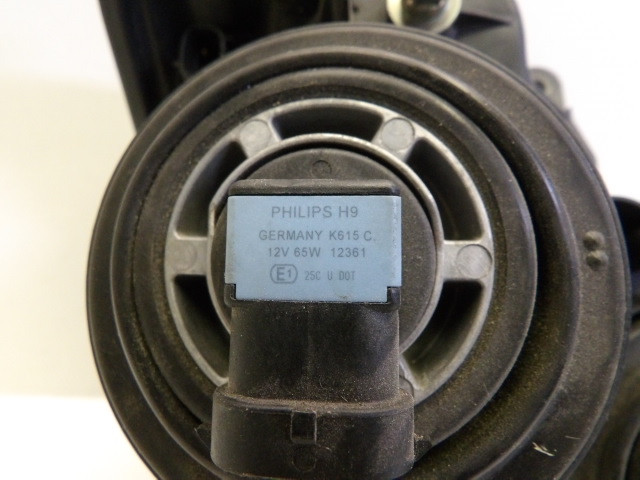 PHILIPS H9
GERMANY K615 C
12V 65W 12361
E1 25C U DOT